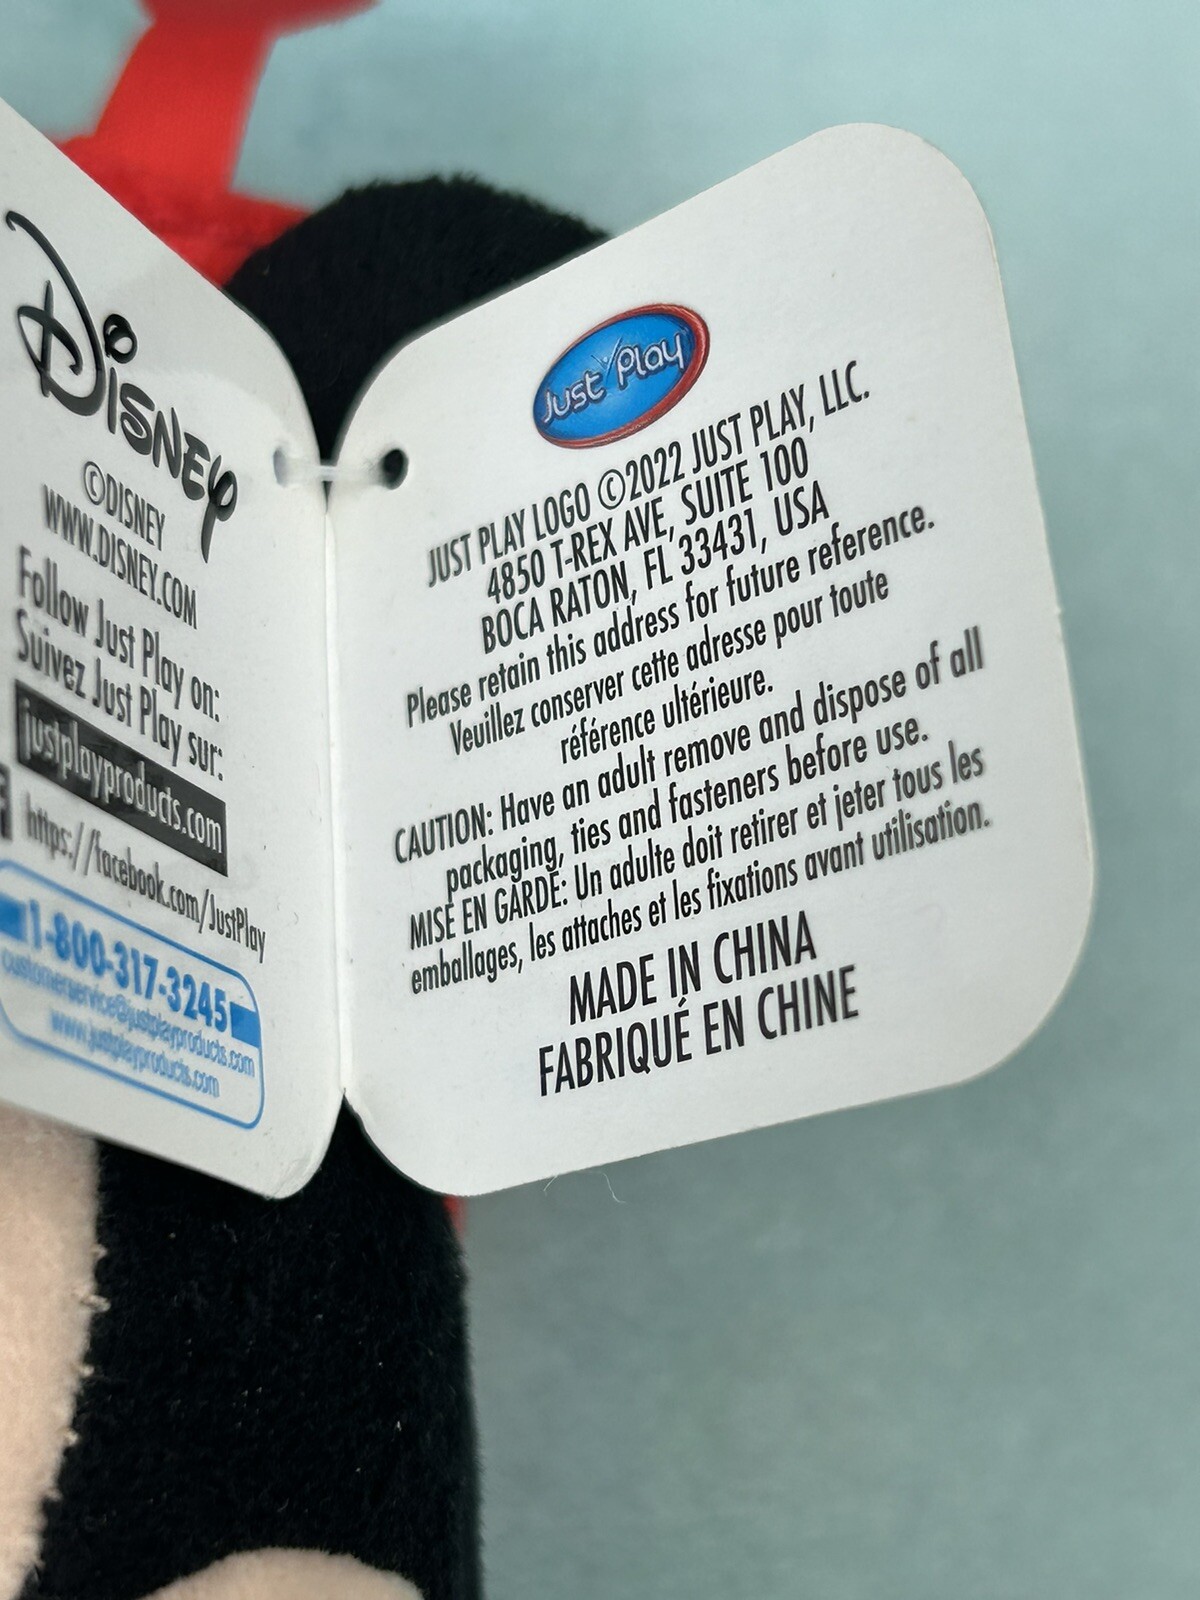 Disney
©DISNEY
WWW.DISNEY.COM
Follow Just Play on:
Suivez Just Play sur:
justplayproducts.com
https://facebook.com/JustPlay
1-800-317-3245
customerservice@justplayproducts.com
www.justplayproducts.com
Just Play
JUST PLAY LOGO ©2022 JUST PLAY, LLC.
4850 T-REX AVE, SUITE 100
BOCA RATON, FL 33431, USA
Please retain this address for future reference.
Veuillez conserver cette adresse pour toute
référence ultérieure.
CAUTION: Have an adult remove and dispose of all
packaging, ties and fasteners before use.
MISE EN GARDE: Un adulte doit retirer et jeter tous les
emballages, les attaches et les fixations avant utilisation.
MADE IN CHINA
FABRIQUÉ EN CHINE